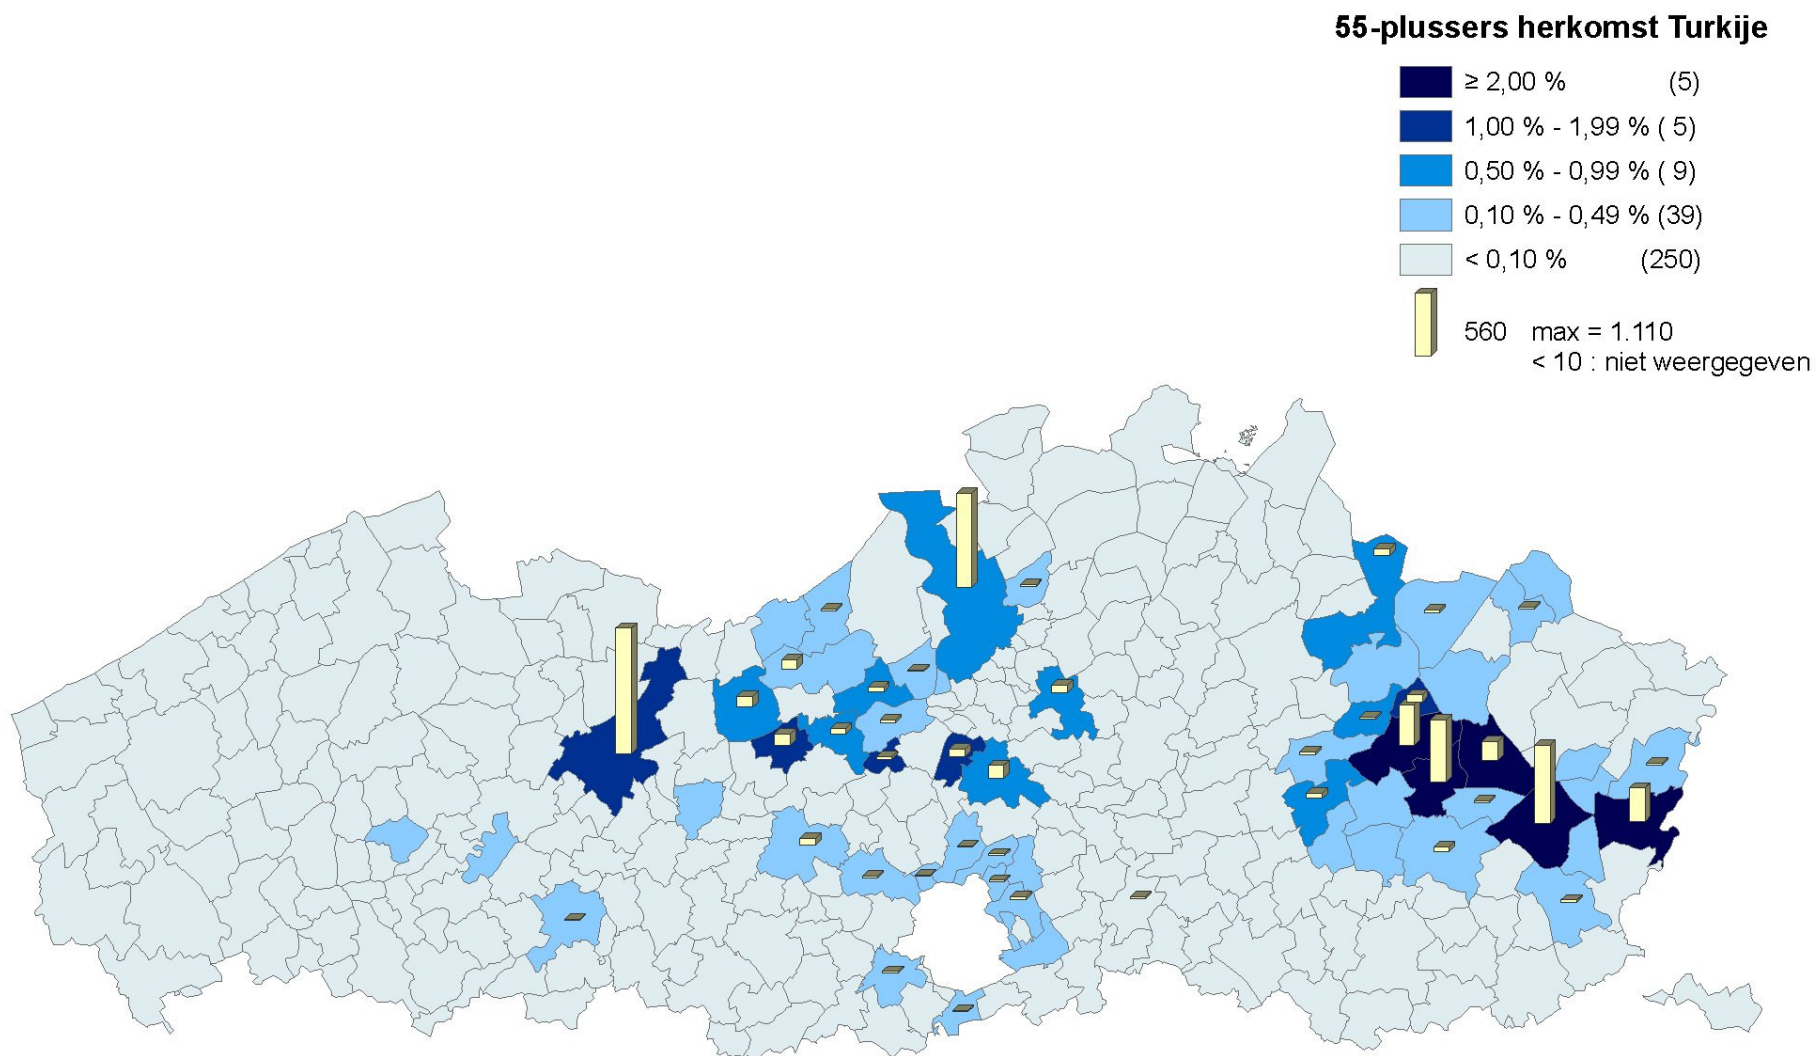 55-plussers herkomst Turkije
≥ 2,00 % (5)
1,00 % - 1,99 % ( 5)
0,50 % - 0,99 % ( 9)
0,10 % - 0,49 % (39)
< 0,10 % (250)
560 max = 1.110
< 10 : niet weergegeven